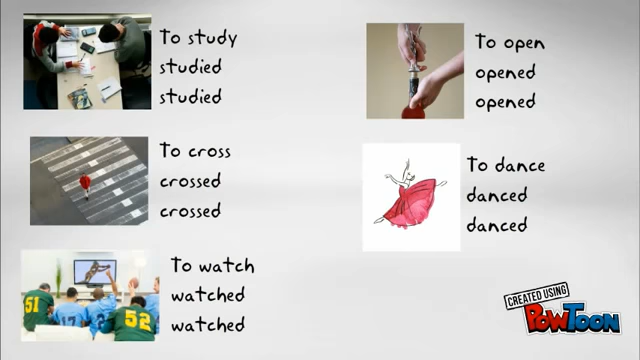 To study
studied
studied
To cross
crossed
crossed
To watch
watched
watched
51
52
To open
opened
opened
To dance
danced
danced
CREATED USING
POWTOON